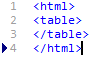 1 <html>
2 <table>
3 </table>
4 </html>